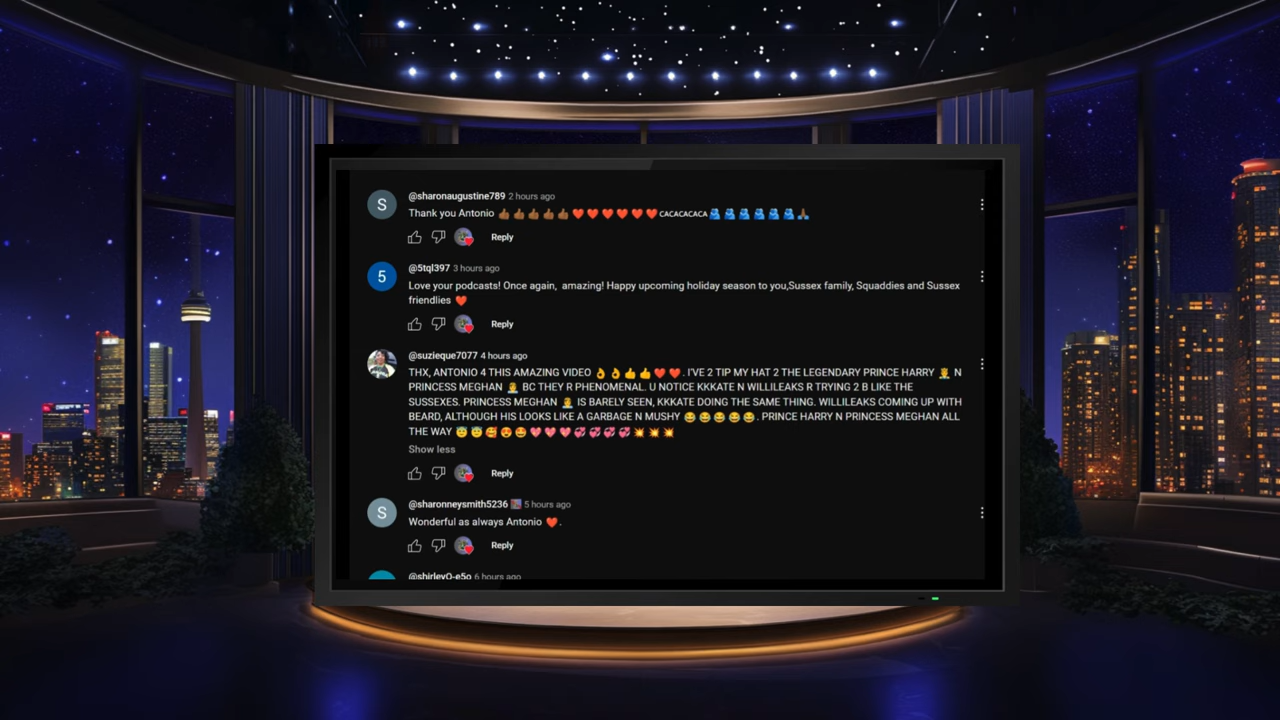 @sharonaugustine789 2 hours ago
Thank you Antonio 👍🏾👍🏾👍🏾👍🏾👍🏾❤️❤️❤️❤️❤️❤️CACACACACA🫂🫂🫂🫂🫂🫂🙏🏾
Reply
@5tql397 3 hours ago
Love your podcasts! Once again, amazing! Happy upcoming holiday season to you,Sussex family, Squaddies and Sussex
friendlies ❤️
Reply
@suzieque7077 4 hours ago
THX, ANTONIO 4 THIS AMAZING VIDEO 👌👌👍👍❤️❤️. I'VE 2 TIP MY HAT 2 THE LEGENDARY PRINCE HARRY 🤴 N
PRINCESS MEGHAN 👸 BC THEY R PHENOMENAL. U NOTICE KKKATE N WILLILEAKS R TRYING 2 B LIKE THE
SUSSEXES. PRINCESS MEGHAN 👸 IS BARELY SEEN, KKKATE DOING THE SAME THING. WILLILEAKS COMING UP WITH
BEARD, ALTHOUGH HIS LOOKS LIKE A GARBAGE N MUSHY 😂😂😂😂😂. PRINCE HARRY N PRINCESS MEGHAN ALL
THE WAY 😇😇🥰😍🤩💖💖💖💞💞💞💞💥💥💥
Show less
Reply
@sharonneysmith5236 5 hours ago
Wonderful as always Antonio ❤️.
Reply
@shirleyO-e5o 6 hours ago
S
5
S